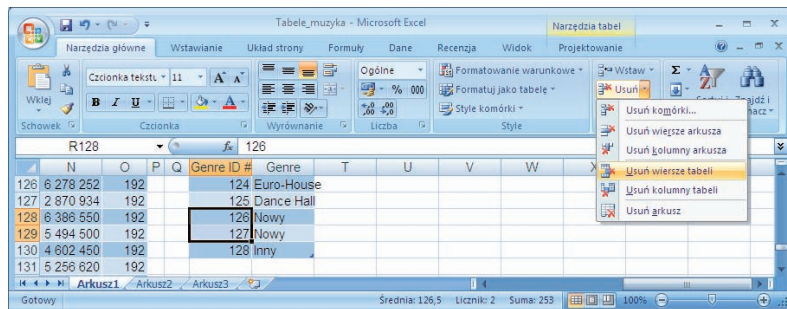 Tabele_muzyka - Microsoft Excel
Narzędzia tabel
Narzędzia główne Wstawianie Układ strony Formuły Dane Recenzja Widok Projektowanie
Wklej
Czcionka tekstu 11 A A
B I U A
Ogólne
% 000
Formatowanie warunkowe
Formatuj jako tabelę
Style komórki
Wstaw
Usuń
Σ
Schowek Czcionka Wyrównanie Liczba Style
Usuń komórki...
Usuń wiersze arkusza
Usuń kolumny arkusza
Usuń wiersze tabeli
Usuń kolumny tabeli
Usuń arkusz
R128 fx 126
N O P Q Genre ID # Genre T U V W X
126 6 278 252 192 124 Euro-House
127 2 870 934 192 125 Dance Hall
128 6 386 550 192 126 Nowy
129 5 494 500 192 127 Nowy
130 4 602 450 192 128 Inny
131 5 256 620 192
Arkusz1 Arkusz2 Arkusz3
Gotowy Średnia: 126,5 Licznik: 2 Suma: 253 100%